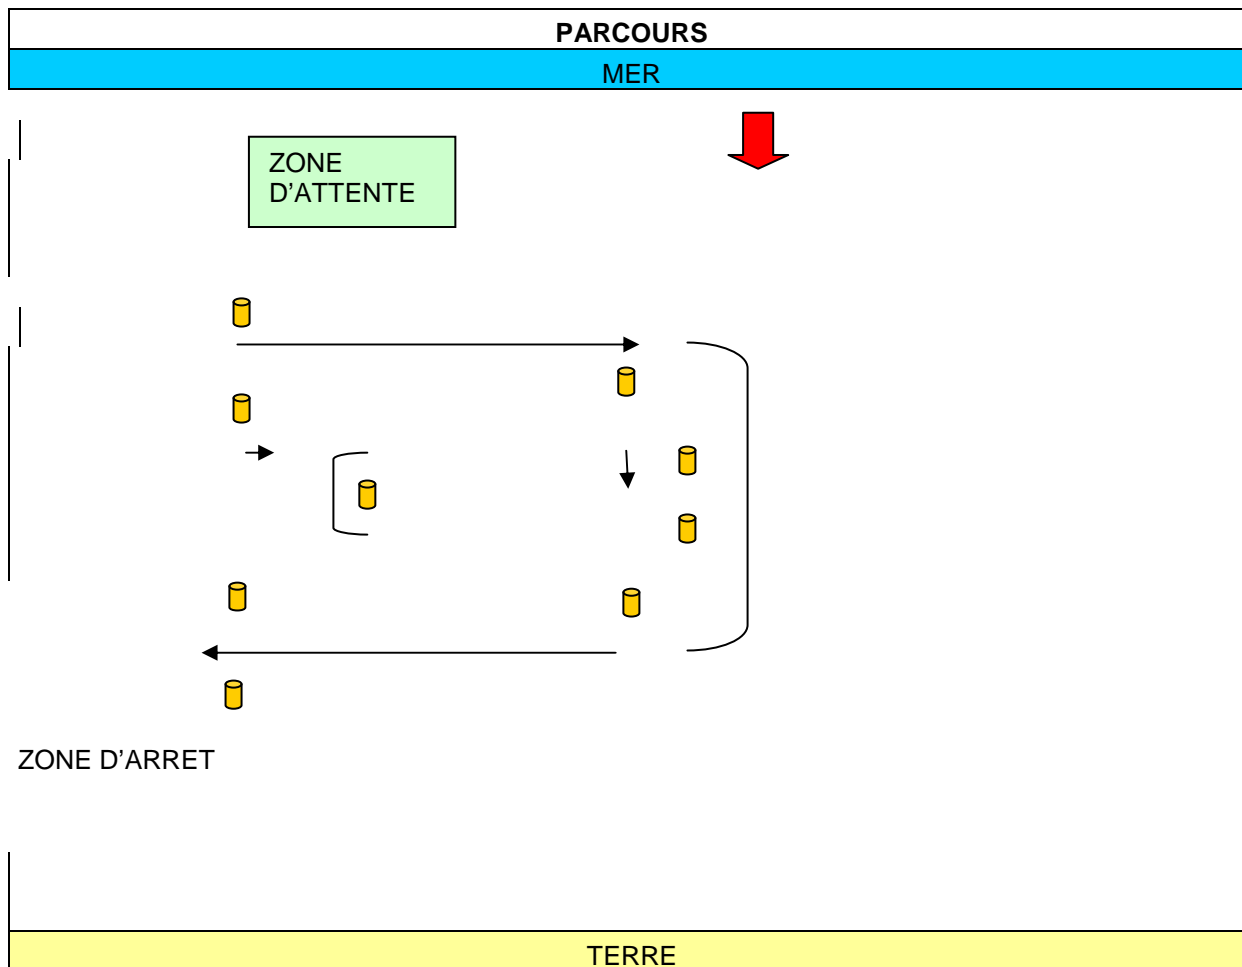 PARCOURS
MER
ZONE
D'ATTENTE
ZONE D'ARRET
TERRE